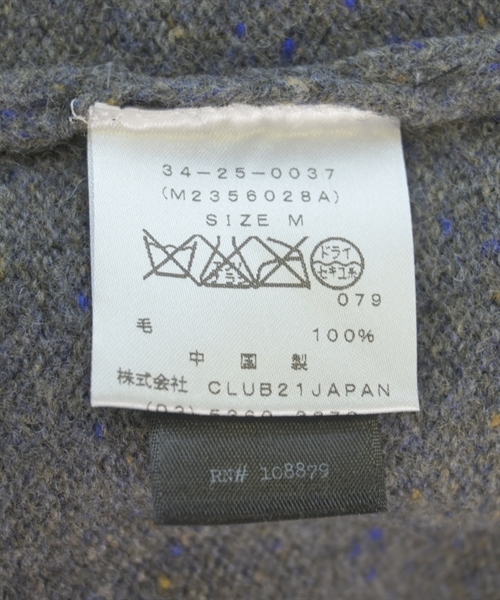 34-25-0037
(M2356028A)
SIZE M
ドライ
セキユ系
079
毛 100%
中国製
株式会社 CLUB21JAPAN
RN# 108879